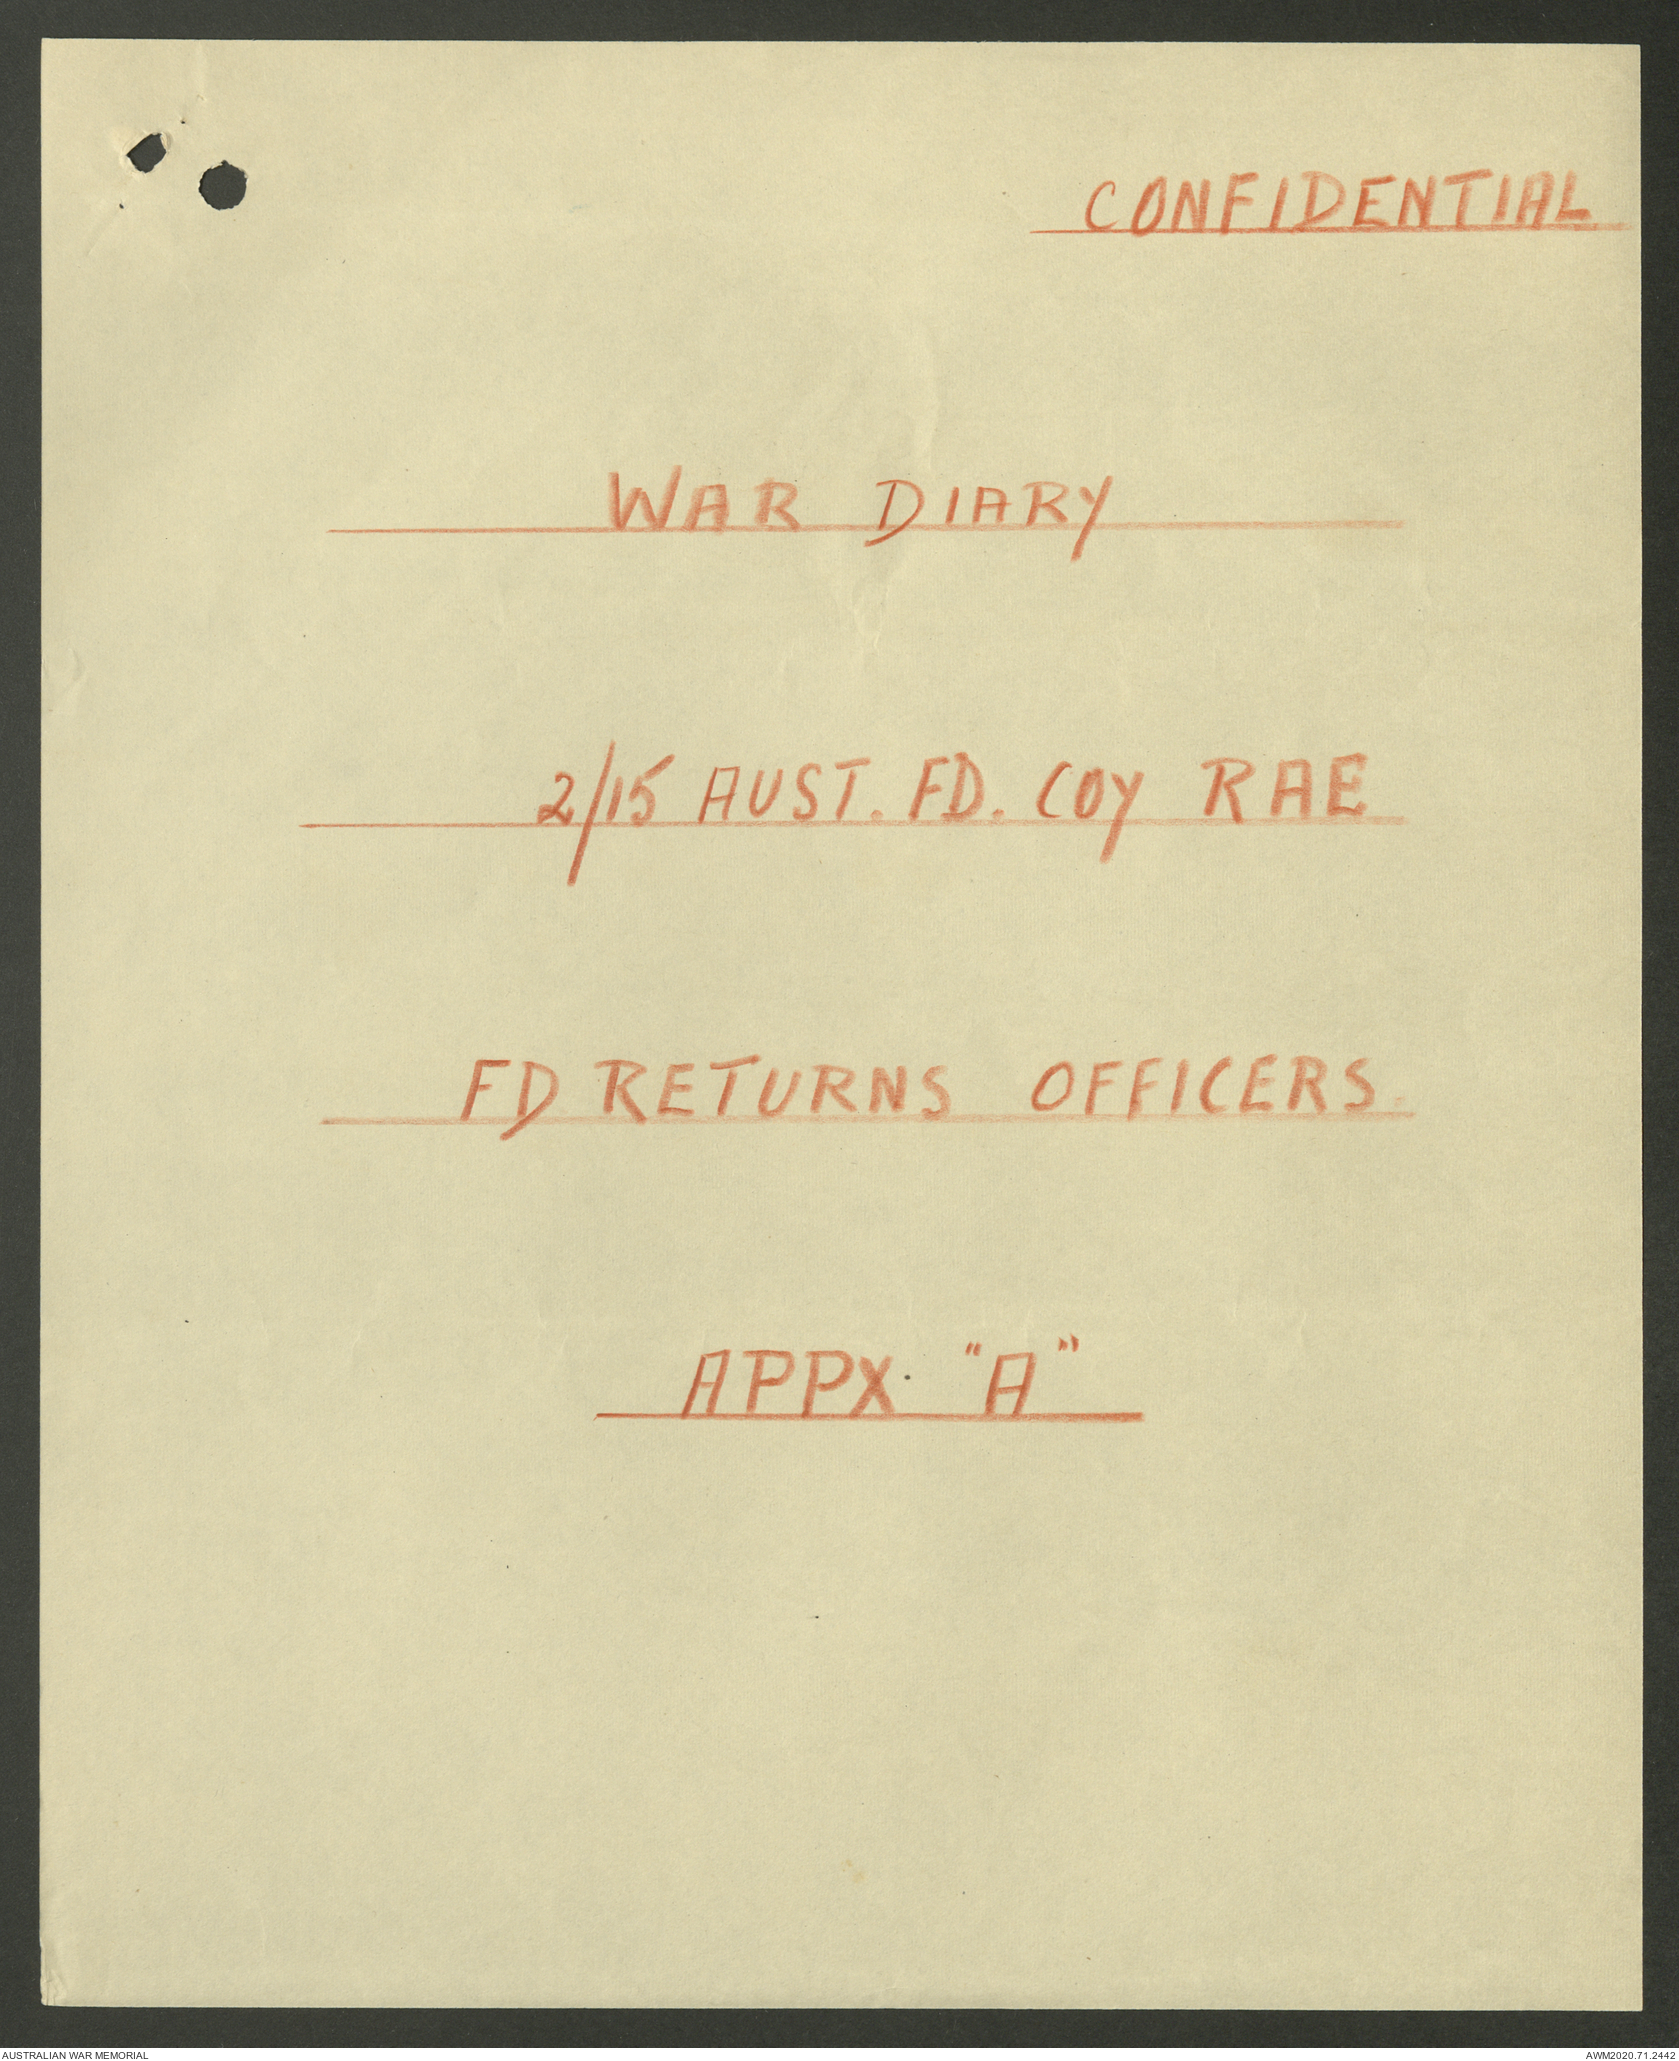 CONFIDENTIAL
WAR DIARY
2/15 AUST. FD. COY RAE
FD RETURNS OFFICERS.
APPX. "A"
AUSTRALIAN WAR MEMORIAL
AWM2020.71.2442